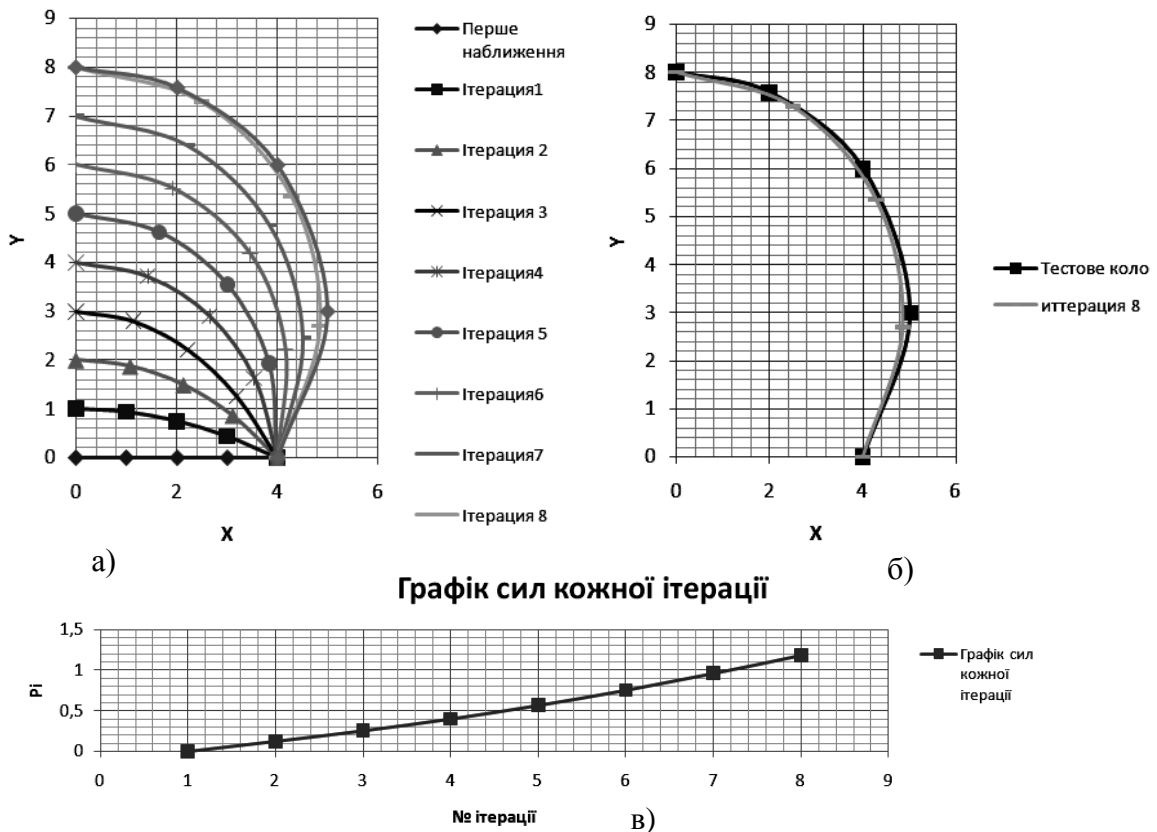 9
8
7
6
5
4
3
2
1
0
Y
0 2 4 6
X
Перше
наближення
Ітерация1
Ітерация 2
Ітерация 3
Ітерация4
Ітерация 5
Ітерация6
Ітерация7
Ітерация 8
а)
9
8
7
6
5
4
3
2
1
0
Y
0 2 4 6
X
Тестове коло
иттерация 8
б)
Графік сил кожної ітерації
1,5
1
0,5
0
Pi
0 1 2 3 4 5 6 7 8 9
№ ітерації
Графік сил
кожної
ітерації
в)